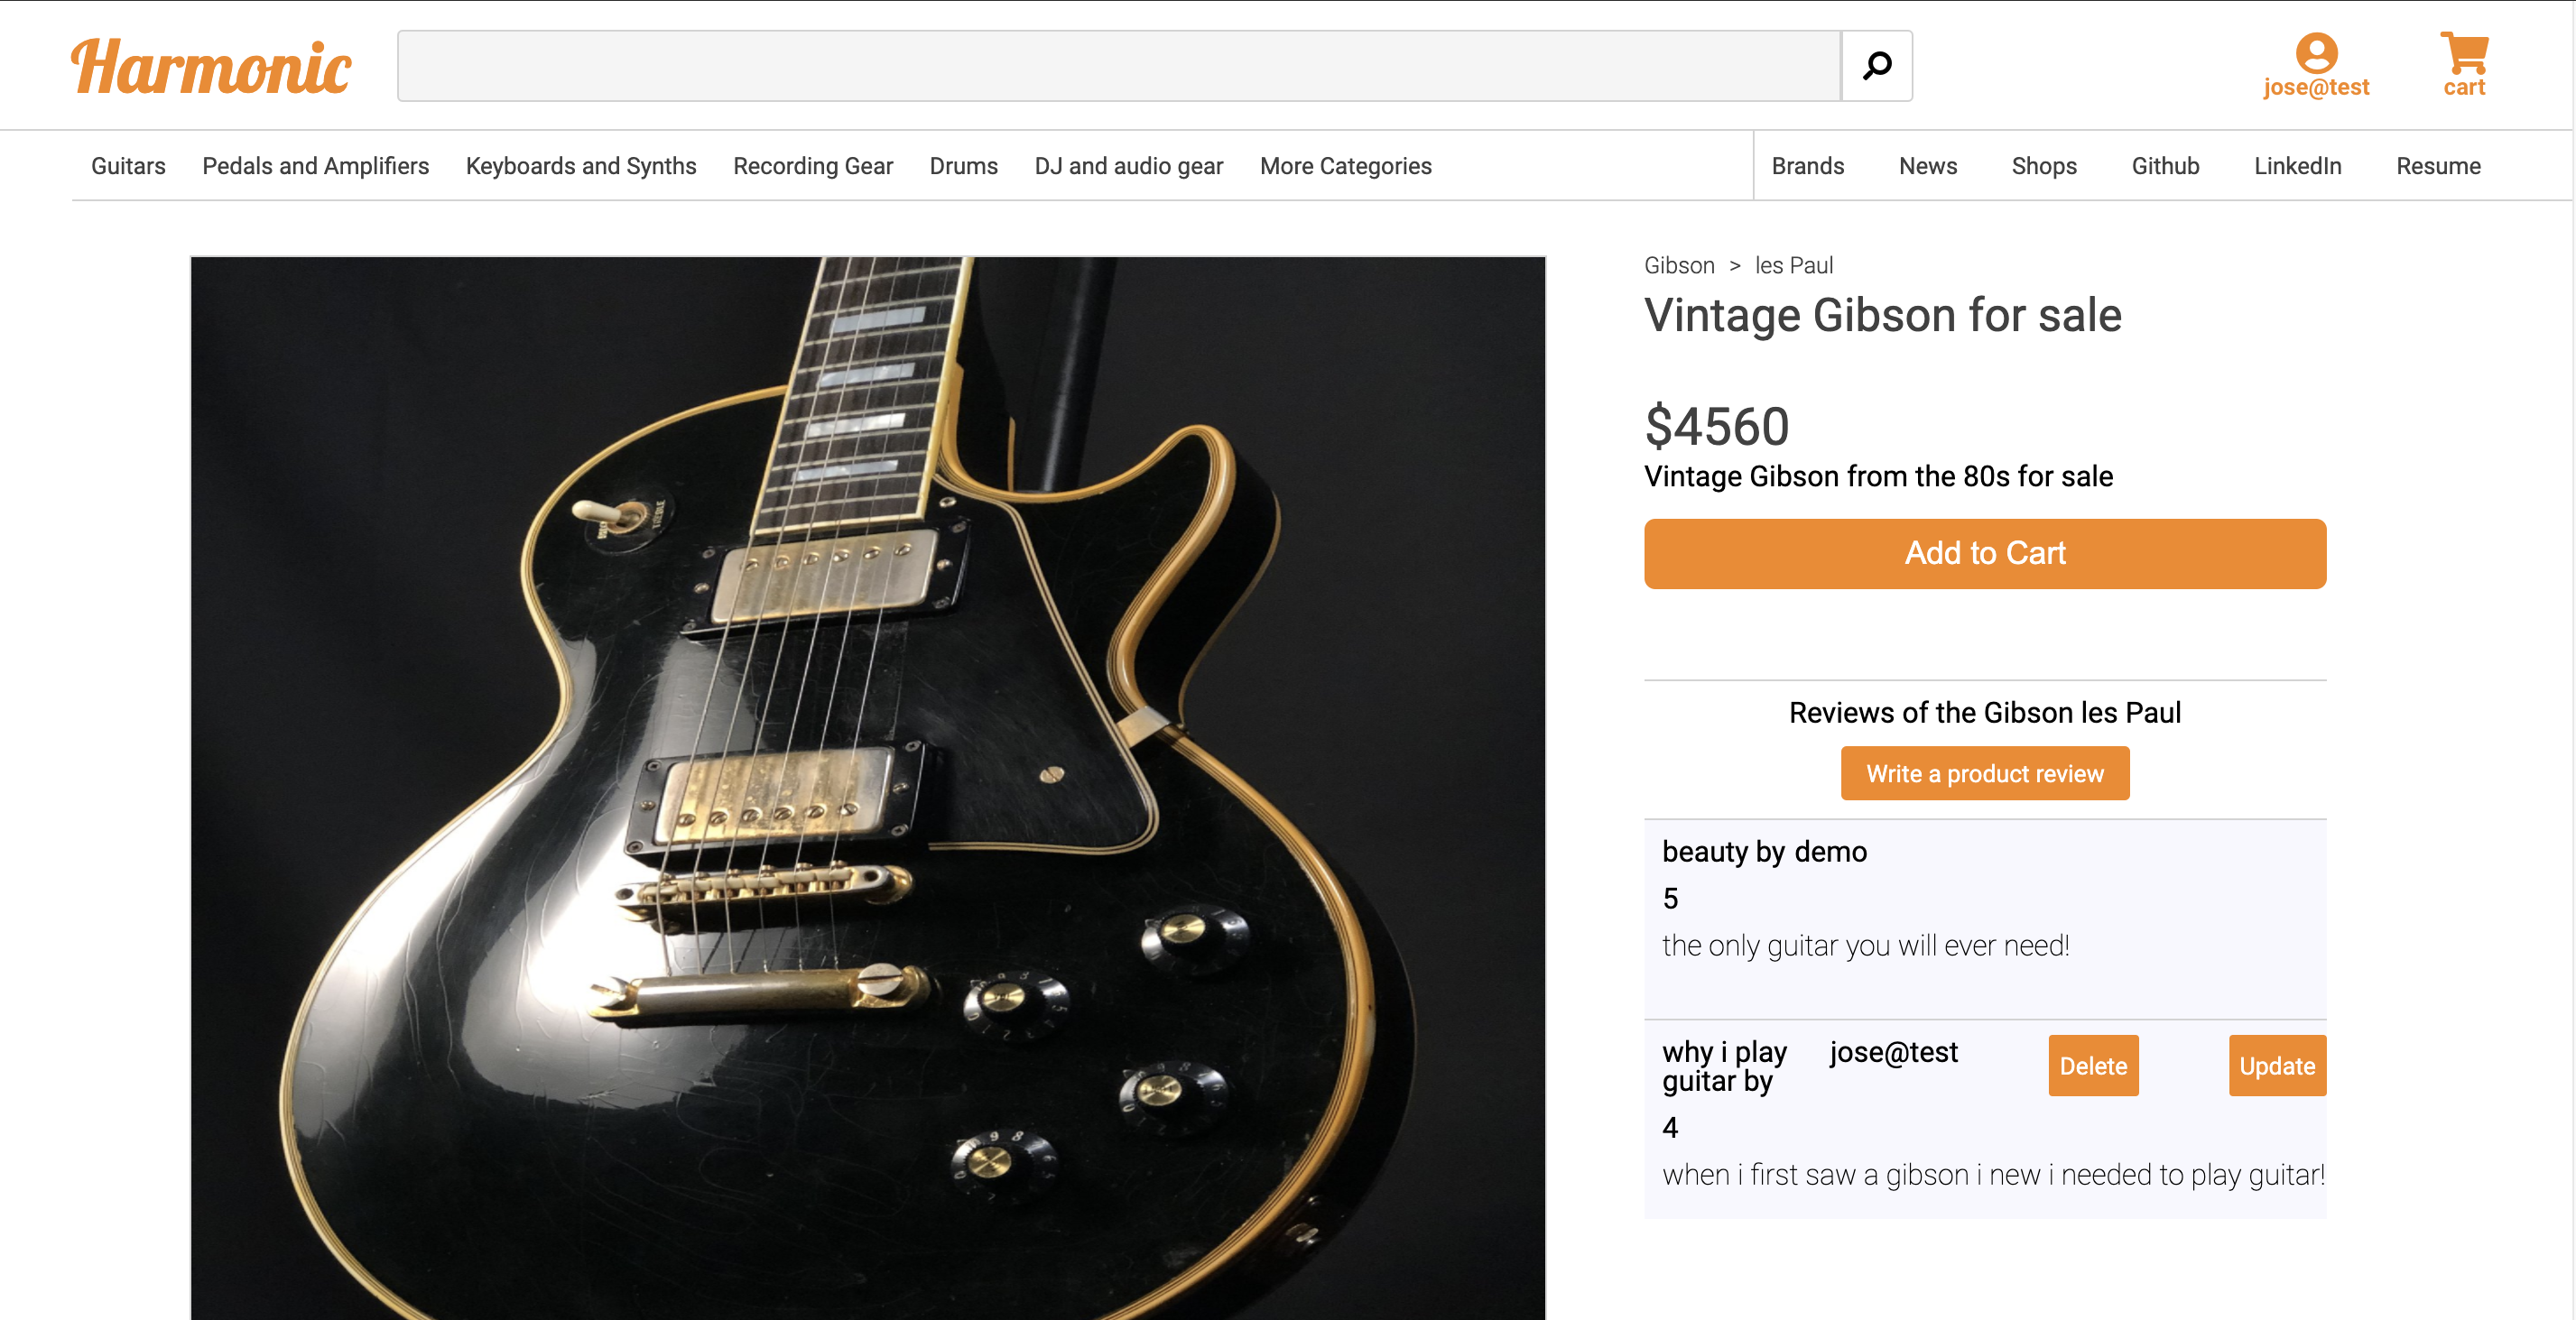 Harmonic
jose@test
cart
Guitars Pedals and Amplifiers Keyboards and Synths Recording Gear Drums DJ and audio gear More Categories Brands News Shops Github LinkedIn Resume
Gibson > les Paul
Vintage Gibson for sale
$4560
Vintage Gibson from the 80s for sale
Add to Cart
Reviews of the Gibson les Paul
Write a product review
beauty by demo
5
the only guitar you will ever need!
why i play jose@test Delete Update
guitar by
4
when i first saw a gibson i new i needed to play guitar!
TREBLE